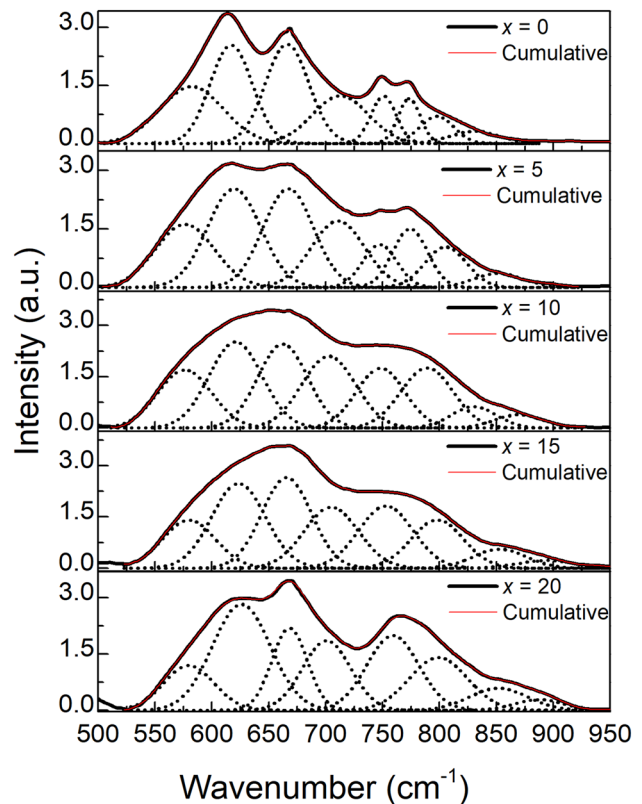 3.0
x = 0
Cumulative
1.5
0.0
3.0
x = 5
Cumulative
1.5
0.0
3.0
x = 10
Cumulative
1.5
0.0
3.0
x = 15
Cumulative
1.5
0.0
3.0
x = 20
Cumulative
1.5
0.0
Intensity (a.u.)
500 550 600 650 700 750 800 850 900 950
Wavenumber (cm⁻¹)